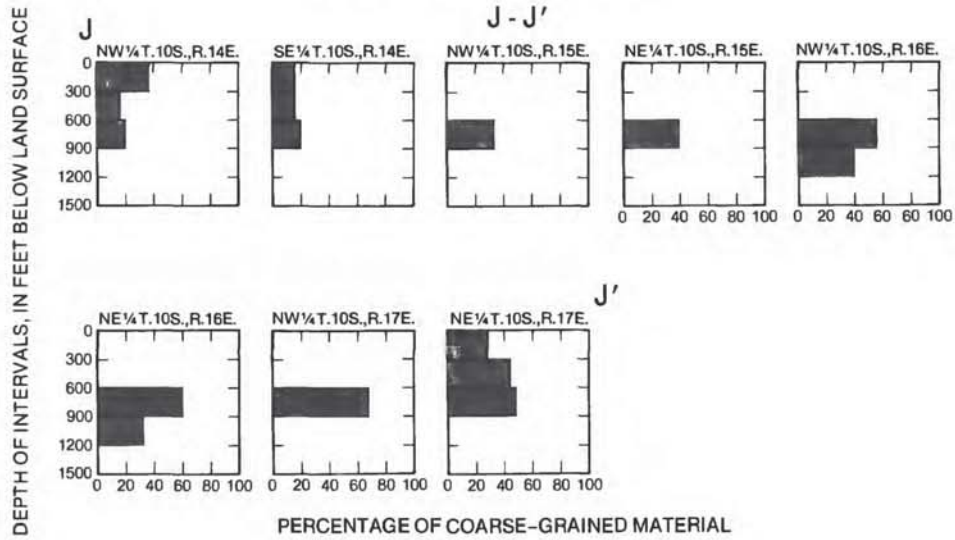 J - J'
J
NW¼T.10S.,R.14E.
SE¼T.10S.,R.14E.
NW¼T.10S.,R.15E.
NE¼T.10S.,R.15E.
NW¼T.10S.,R.16E.
DEPTH OF INTERVALS, IN FEET BELOW LAND SURFACE
0
300
600
900
1200
1500
0 20 40 60 80 100
0 20 40 60 80 100
J'
NE¼T.10S.,R.16E.
NW¼T.10S.,R.17E.
NE¼T.10S.,R.17E.
0
300
600
900
1200
1500
0 20 40 60 80 100
0 20 40 60 80 100
0 20 40 60 80 100
PERCENTAGE OF COARSE-GRAINED MATERIAL